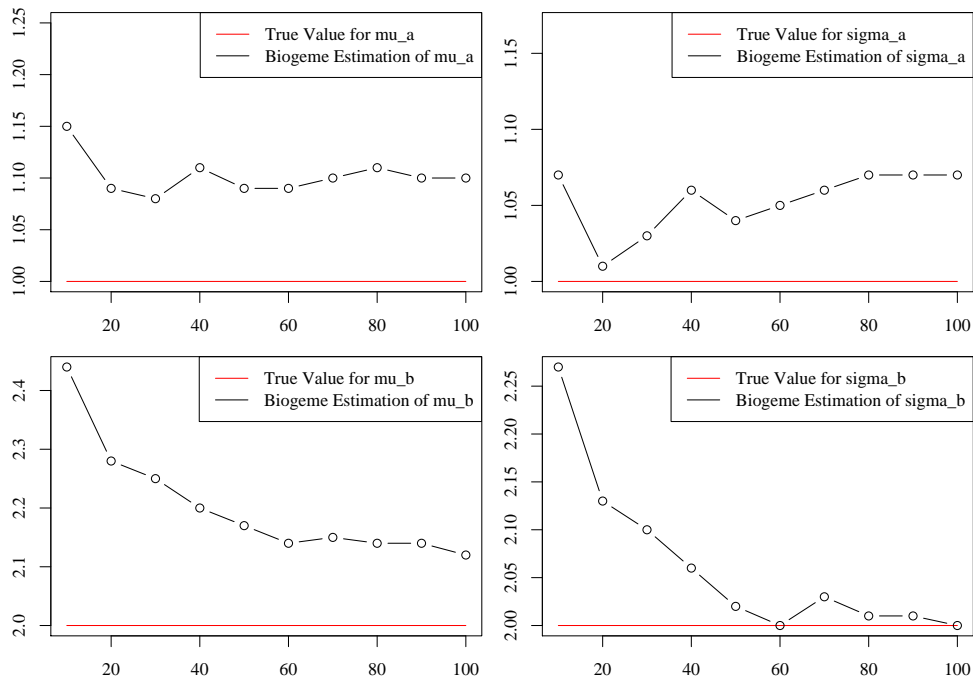 True Value for mu_a
Biogeme Estimation of mu_a
1.25
1.20
1.15
1.10
1.05
1.00
20 40 60 80 100
True Value for sigma_a
Biogeme Estimation of sigma_a
1.15
1.10
1.05
1.00
20 40 60 80 100
True Value for mu_b
Biogeme Estimation of mu_b
2.4
2.3
2.2
2.1
2.0
20 40 60 80 100
True Value for sigma_b
Biogeme Estimation of sigma_b
2.25
2.20
2.15
2.10
2.05
2.00
20 40 60 80 100